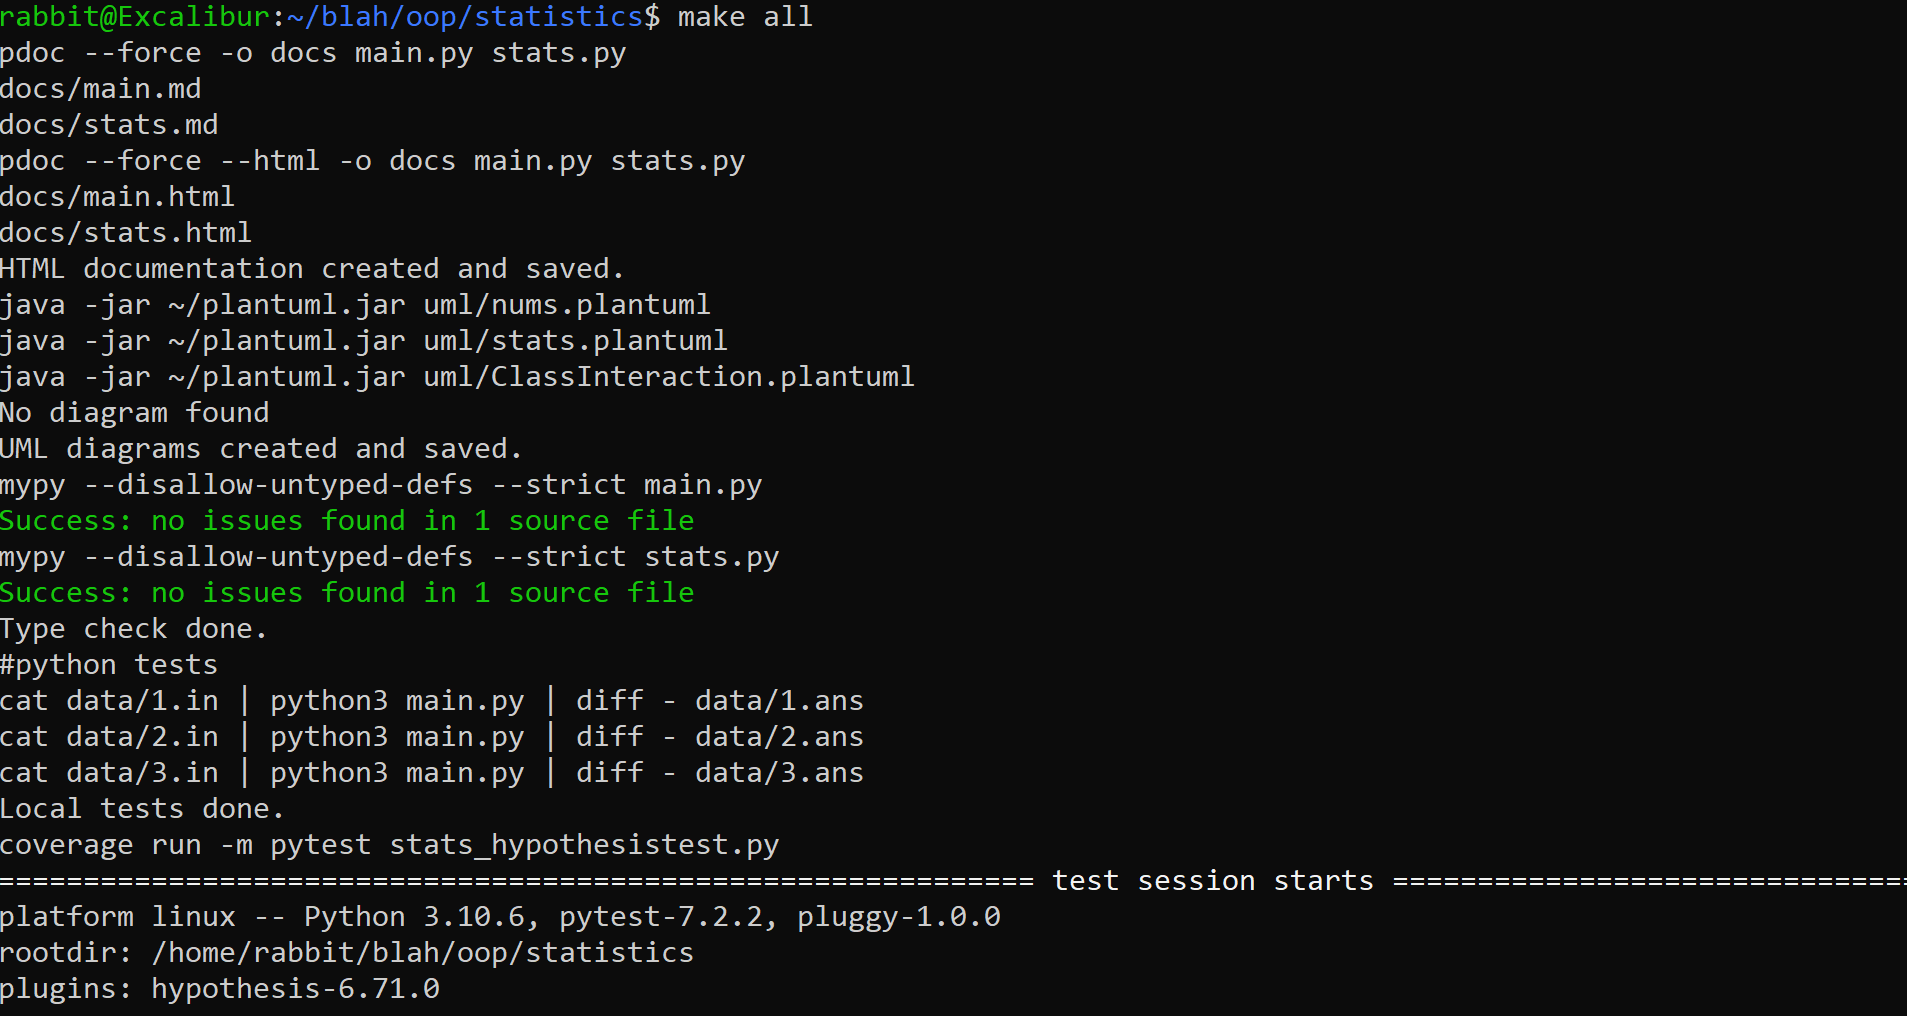 rabbit@Excalibur:~/blah/oop/statistics$ make all
pdoc --force -o docs main.py stats.py
docs/main.md
docs/stats.md
pdoc --force --html -o docs main.py stats.py
docs/main.html
docs/stats.html
HTML documentation created and saved.
java -jar ~/plantuml.jar uml/nums.plantuml
java -jar ~/plantuml.jar uml/stats.plantuml
java -jar ~/plantuml.jar uml/ClassInteraction.plantuml
No diagram found
UML diagrams created and saved.
mypy --disallow-untyped-defs --strict main.py
Success: no issues found in 1 source file
mypy --disallow-untyped-defs --strict stats.py
Success: no issues found in 1 source file
Type check done.
#python tests
cat data/1.in | python3 main.py | diff - data/1.ans
cat data/2.in | python3 main.py | diff - data/2.ans
cat data/3.in | python3 main.py | diff - data/3.ans
Local tests done.
coverage run -m pytest stats_hypothesistest.py
============================================================= test session starts ===============================
platform linux -- Python 3.10.6, pytest-7.2.2, pluggy-1.0.0
rootdir: /home/rabbit/blah/oop/statistics
plugins: hypothesis-6.71.0